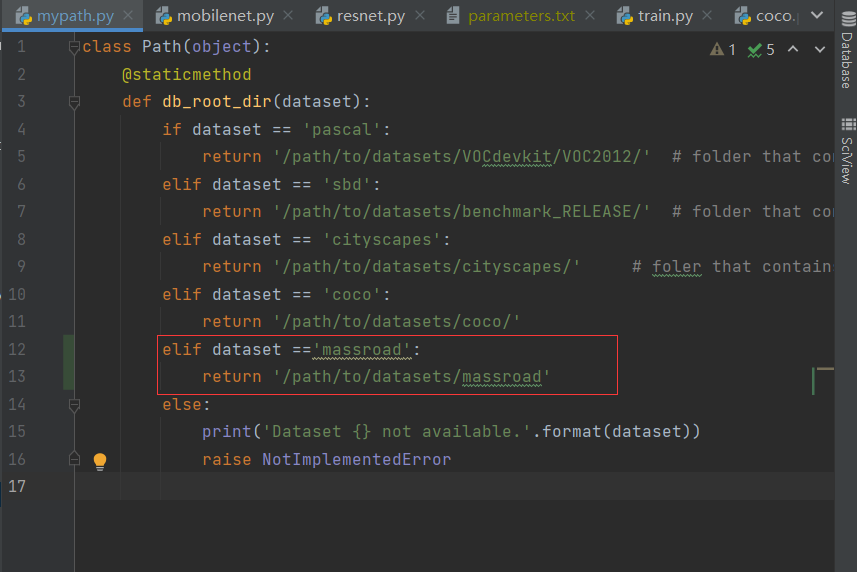 mypath.py mobilenet.py resnet.py parameters.txt train.py coco.
1 class Path(object): 1 5
2 @staticmethod
3 def db_root_dir(dataset):
4 if dataset == 'pascal':
5 return '/path/to/datasets/VOCdevkit/VOC2012/' # folder that con
6 elif dataset == 'sbd':
7 return '/path/to/datasets/benchmark_RELEASE/' # folder that con
8 elif dataset == 'cityscapes':
9 return '/path/to/datasets/cityscapes/' # foler that contains
10 elif dataset == 'coco':
11 return '/path/to/datasets/coco/'
12 elif dataset =='massroad':
13 return '/path/to/datasets/massroad'
14 else:
15 print('Dataset {} not available.'.format(dataset))
16 raise NotImplementedError
17
Database
SciView